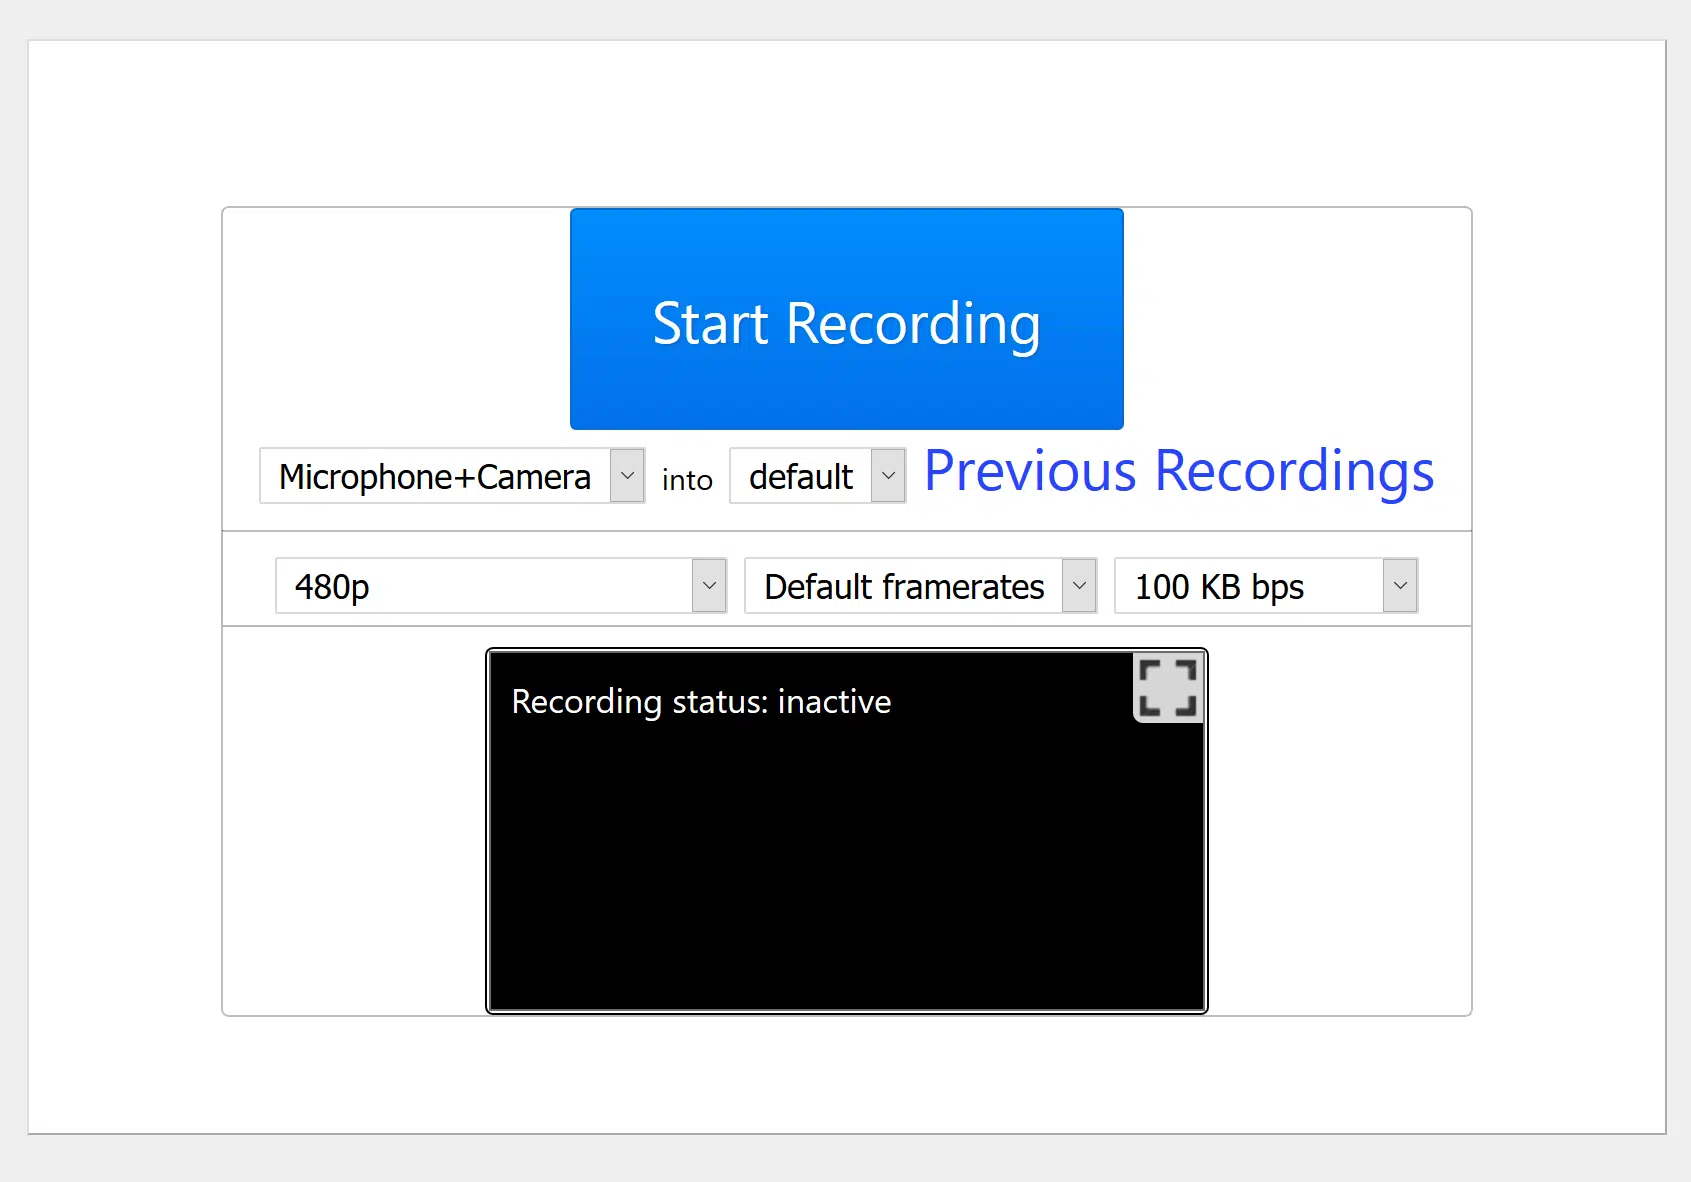 Start Recording
Microphone+Camera into default Previous Recordings
480p Default framerates 100 KB bps
Recording status: inactive